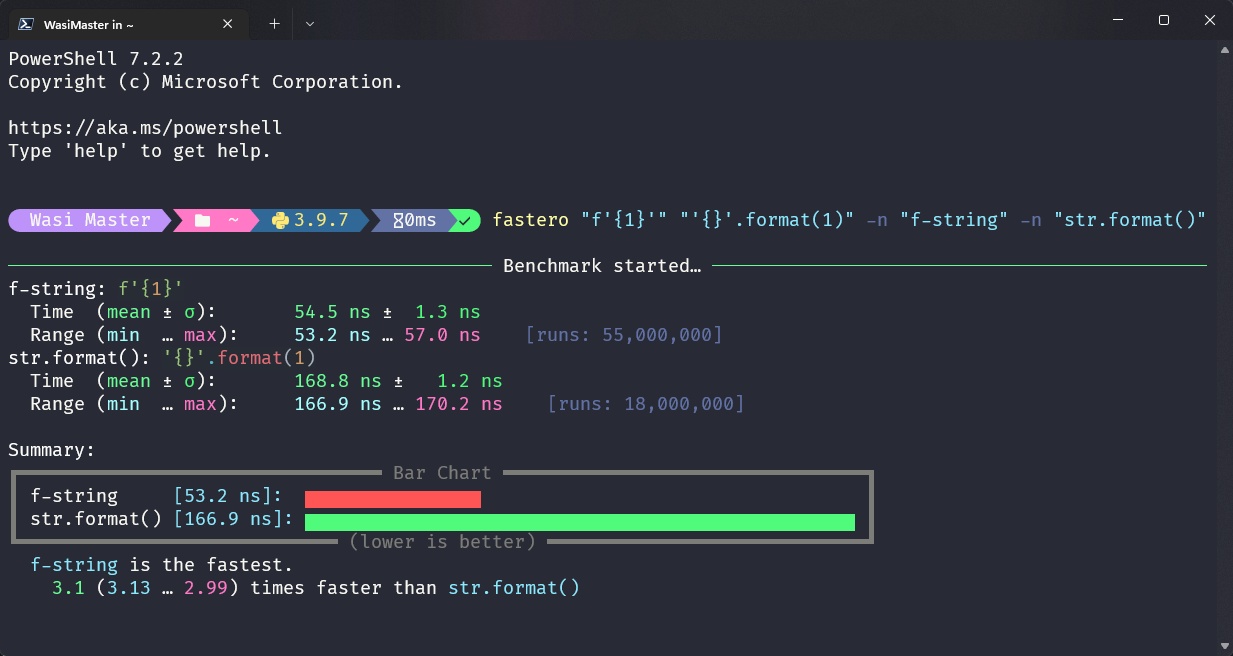 WasiMaster in ~
PowerShell 7.2.2
Copyright (c) Microsoft Corporation.
https://aka.ms/powershell
Type 'help' to get help.
Wasi Master ~ 3.9.7 0ms fastero "f'{1}'" "'{}'.format(1)" -n "f-string" -n "str.format()"
Benchmark started…
f-string: f'{1}'
Time (mean ± σ): 54.5 ns ± 1.3 ns
Range (min … max): 53.2 ns … 57.0 ns [runs: 55,000,000]
str.format(): '{}'.format(1)
Time (mean ± σ): 168.8 ns ± 1.2 ns
Range (min … max): 166.9 ns … 170.2 ns [runs: 18,000,000]
Summary:
Bar Chart
f-string [53.2 ns]:
str.format() [166.9 ns]:
(lower is better)
f-string is the fastest.
3.1 (3.13 … 2.99) times faster than str.format()